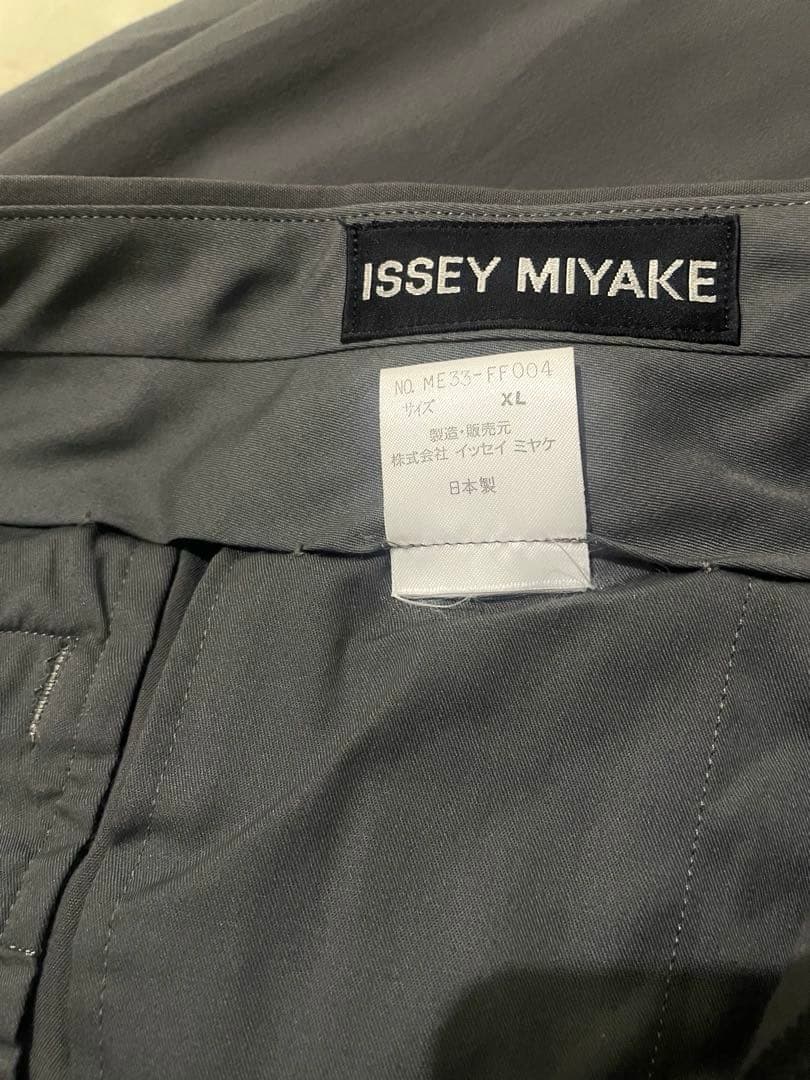 ISSEY MIYAKE
NO. ME33-FF004
サイズ XL
製造・販売元
株式会社 イッセイ ミヤケ
日本製